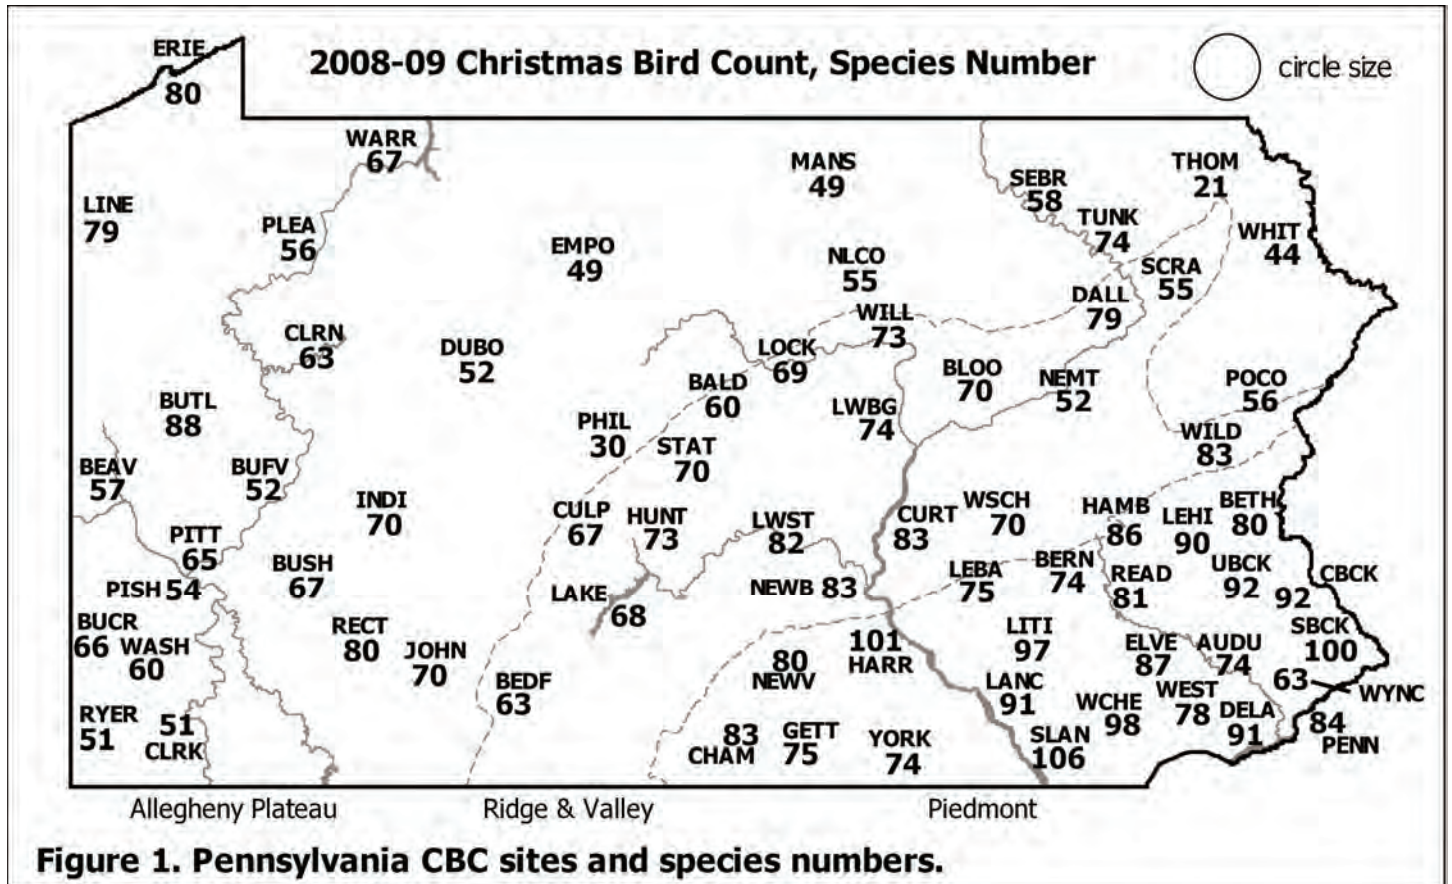 2008-09 Christmas Bird Count, Species Number
circle size
ERIE
80
WARR
67
MANS
49
THOM
21
SEBR
58
LINE
79
PLEA
56
TUNK
74
WHIT
44
EMPO
49
NLCO
55
SCRA
55
DALL
79
WILL
73
CLRN
63
DUBO
52
LOCK
69
BLOO
70
NEMT
52
POCO
56
BALD
60
BUTL
88
LWBG
74
PHIL
30
STAT
70
WILD
83
BEAV
57
BUFV
52
INDI
70
CULP
67
HUNT
73
LWST
82
CURT
83
WSCH
70
HAMB
86
LEHI
90
BETH
80
PITT
65
BUSH
67
PISH 54
LAKE
68
NEWB 83
LEBA
75
BERN
74
READ
81
UBCK
92
CBCK
92
BUCR
66
WASH
60
RECT
80
JOHN
70
101
HARR
LITI
97
ELVE
87
AUDU
74
SBCK
100
BEDF
63
80
NEWV
LANC
91
WCHE
98
WEST
78
63
WYNC
RYER
51
51
CLRK
83
CHAM
GETT
75
YORK
74
SLAN
106
DELA
91
84
PENN
Allegheny Plateau
Ridge & Valley
Piedmont
Figure 1. Pennsylvania CBC sites and species numbers.